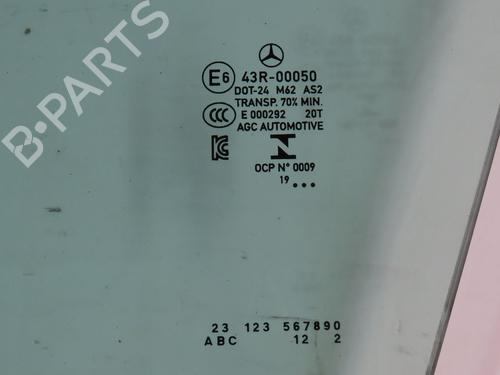 B-PARTS
E6 43R-00050
DOT-24 M62 AS2
TRANSP. 70% MIN.
CCC E 000292 20T
AGC AUTOMOTIVE
OCP N° 0009
19 ...
23 123 567890
ABC 12 2